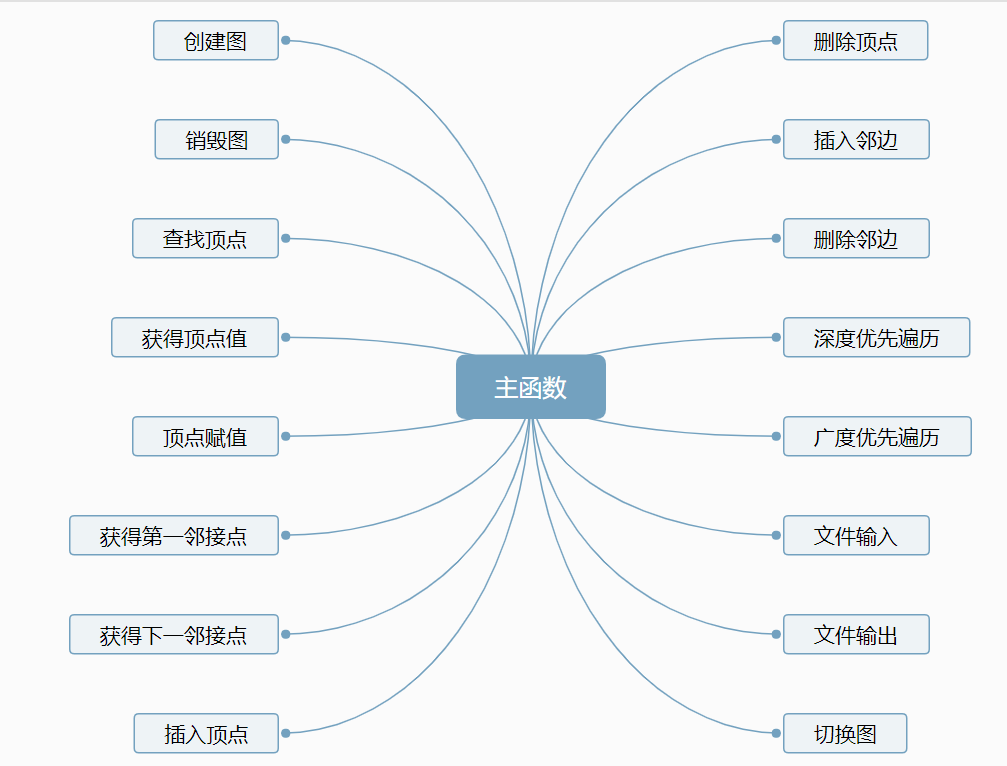 创建图
销毁图
查找顶点
获得顶点值
顶点赋值
获得第一邻接点
获得下一邻接点
插入顶点
主函数
删除顶点
插入邻边
删除邻边
深度优先遍历
广度优先遍历
文件输入
文件输出
切换图